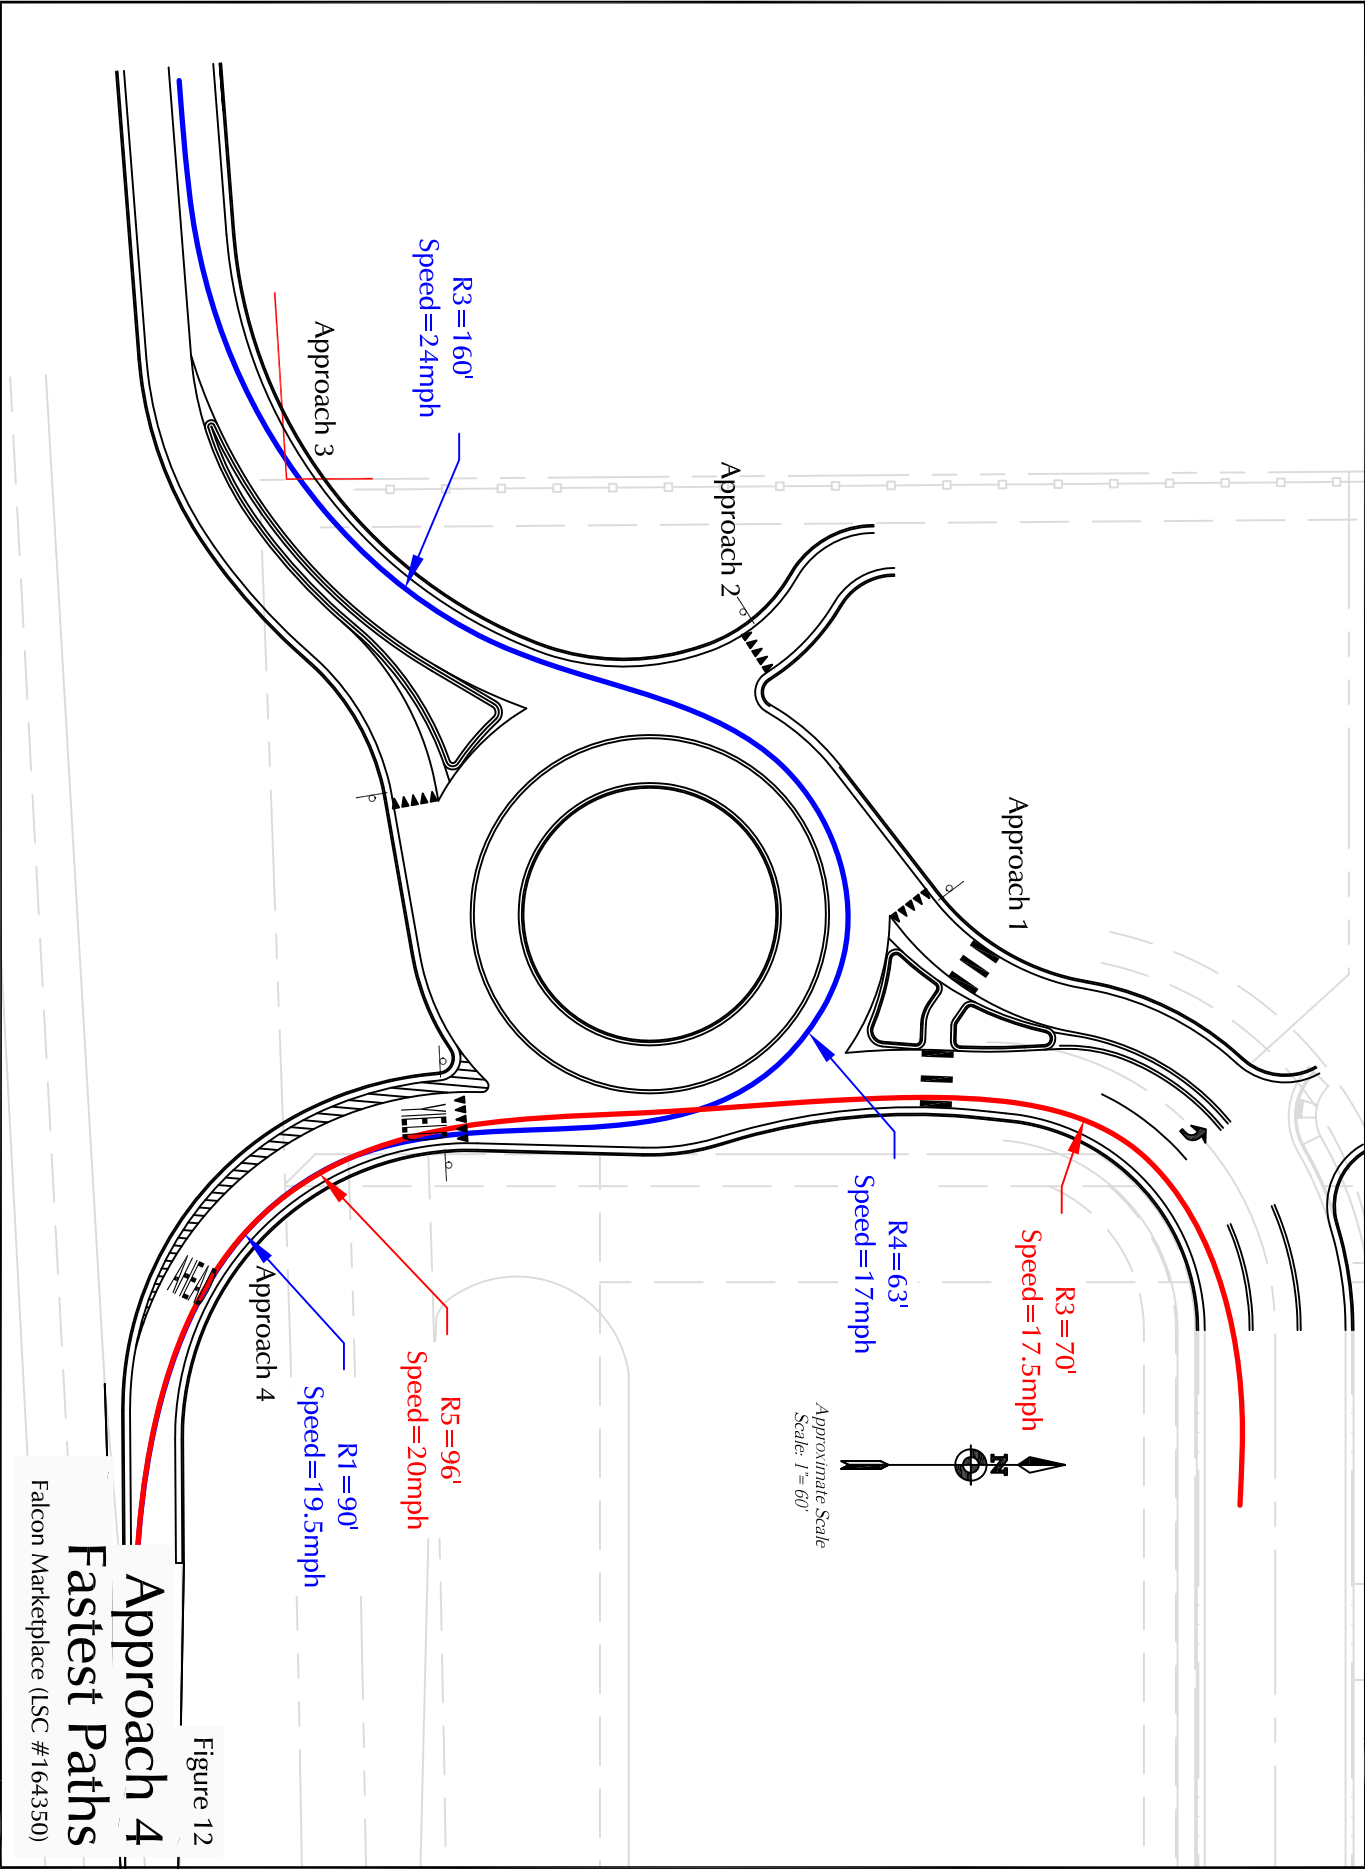 R3=160'
Speed=24mph
Approach 3
Approach 2
Approach 1
R4=63'
Speed=17mph
R3=70'
Speed=17.5mph
Approach 4
R5=96'
Speed=20mph
R1=90'
Speed=19.5mph
N
Approximate Scale
Scale: 1"= 60'
Figure 12
Approach 4
Fastest Paths
Falcon Marketplace (LSC #164350)